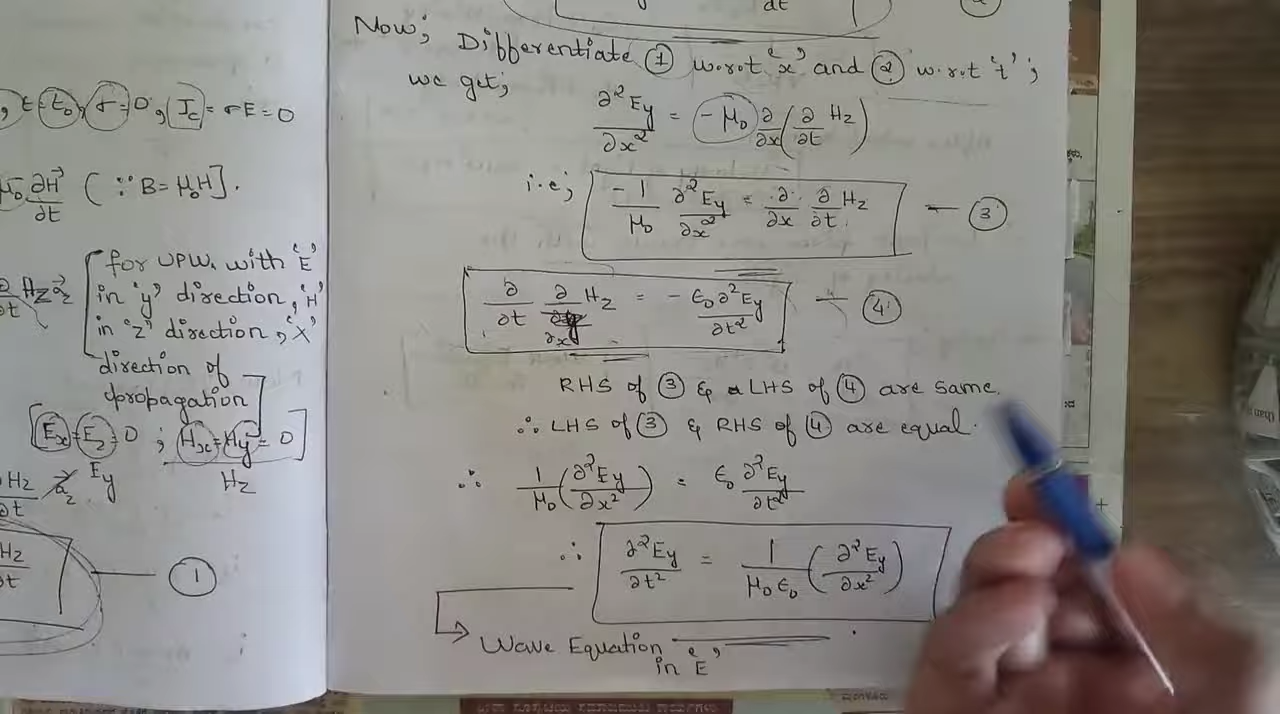 , t=t₀, σ=0, I_c = σE = 0
μ₀ ∂H⃗/∂t ( ∵ B = μ₀H ].
for UPW, with 'E'
in 'y' direction, 'H'
in 'Z' direction, 'X'
direction of
propagation
[Ex = Ez = 0 ; Hx = Hy = 0]
Ey
Hz
①
dt
Now; Differentiate ① w.r.t 'x' and ② w.r.t 't';
we get;
∂²Ey/∂x² = -μ₀ ∂/∂x (∂/∂t Hz)
i.e; -1/μ₀ ∂²Ey/∂x² = ∂/∂x ∂/∂t Hz — ③
∂/∂t ∂/∂x Hz = -ε₀∂²Ey/∂t² — ④
RHS of ③ & LHS of ④ are same.
∴ LHS of ③ & RHS of ④ are equal.
∴ 1/μ₀ (∂²Ey/∂x²) = ε₀ ∂²Ey/∂t²
∴ ∂²Ey/∂t² = 1/μ₀ε₀ (∂²Ey/∂x²)
Wave Equation
in 'E'